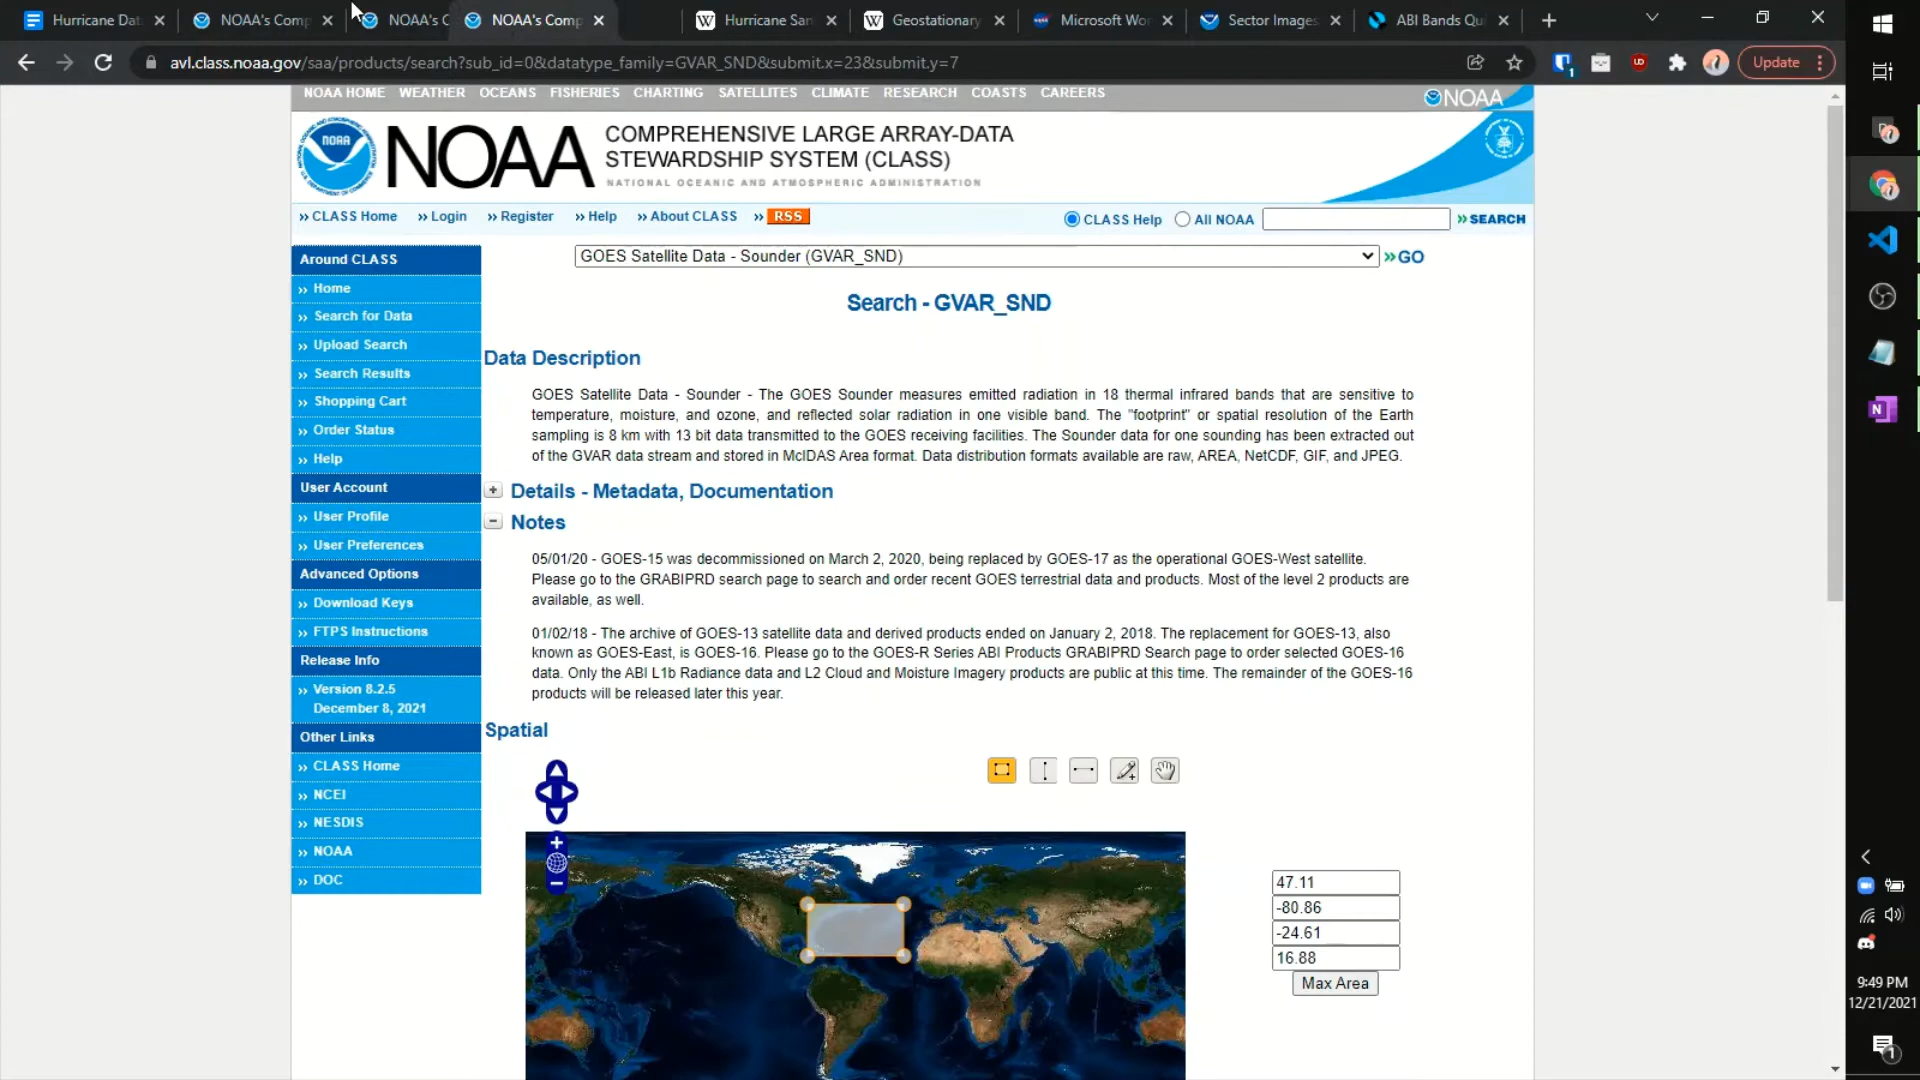 Hurricane Dat
NOAA's Comp
NOAA's C
NOAA's Comp
Hurricane San
Geostationary
Microsoft Wor
Sector Images
ABI Bands Qui
avl.class.noaa.gov/saa/products/search?sub_id=0&datatype_family=GVAR_SND&submit.x=23&submit.y=7
Update
NOAA HOME WEATHER OCEANS FISHERIES CHARTING SATELLITES CLIMATE RESEARCH COASTS CAREERS
NOAA
NOAA
NOAA
COMPREHENSIVE LARGE ARRAY-DATA
STEWARDSHIP SYSTEM (CLASS)
NATIONAL OCEANIC AND ATMOSPHERIC ADMINISTRATION
» CLASS Home » Login » Register » Help » About CLASS » RSS
CLASS Help All NOAA » SEARCH
Around CLASS
» Home
» Search for Data
» Upload Search
» Search Results
» Shopping Cart
» Order Status
» Help
User Account
» User Profile
» User Preferences
Advanced Options
» Download Keys
» FTPS Instructions
Release Info
» Version 8.2.5
December 8, 2021
Other Links
» CLASS Home
» NCEI
» NESDIS
» NOAA
» DOC
GOES Satellite Data - Sounder (GVAR_SND)
» GO
Search - GVAR_SND
Data Description
GOES Satellite Data - Sounder - The GOES Sounder measures emitted radiation in 18 thermal infrared bands that are sensitive to
temperature, moisture, and ozone, and reflected solar radiation in one visible band. The "footprint" or spatial resolution of the Earth
sampling is 8 km with 13 bit data transmitted to the GOES receiving facilities. The Sounder data for one sounding has been extracted out
of the GVAR data stream and stored in McIDAS Area format. Data distribution formats available are raw, AREA, NetCDF, GIF, and JPEG.
+ Details - Metadata, Documentation
- Notes
05/01/20 - GOES-15 was decommissioned on March 2, 2020, being replaced by GOES-17 as the operational GOES-West satellite.
Please go to the GRABIPRD search page to search and order recent GOES terrestrial data and products. Most of the level 2 products are
available, as well.
01/02/18 - The archive of GOES-13 satellite data and derived products ended on January 2, 2018. The replacement for GOES-13, also
known as GOES-East, is GOES-16. Please go to the GOES-R Series ABI Products GRABIPRD Search page to order selected GOES-16
data. Only the ABI L1b Radiance data and L2 Cloud and Moisture Imagery products are public at this time. The remainder of the GOES-16
products will be released later this year.
Spatial
47.11
-80.86
-24.61
16.88
Max Area
9:49 PM
12/21/2021
1